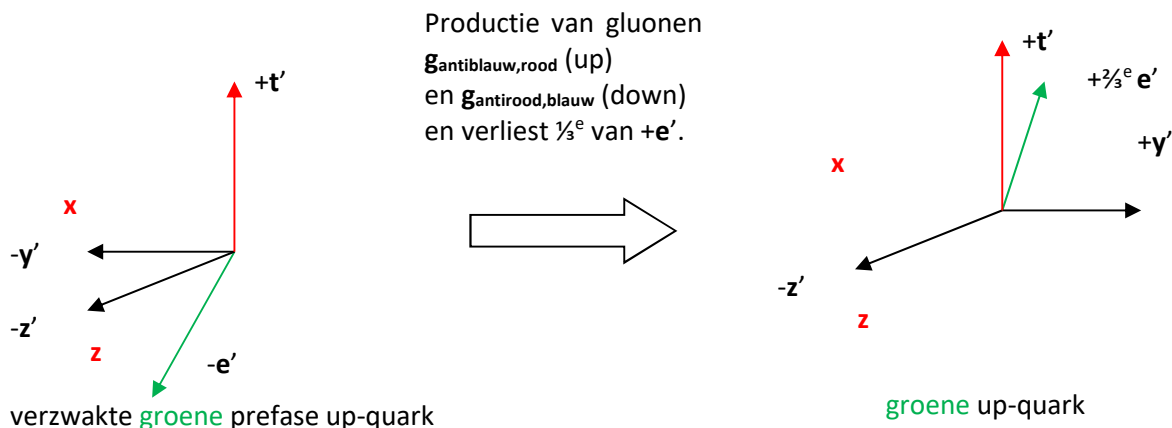 Productie van gluonen
gantiblauw,rood (up)
en gantirood,blauw (down)
en verliest ⅓e van +e’.
+t’
x
-y’
-z’
z
-e’
verzwakte groene prefase up-quark
+t’
+⅔e e’
+y’
x
-z’
z
groene up-quark